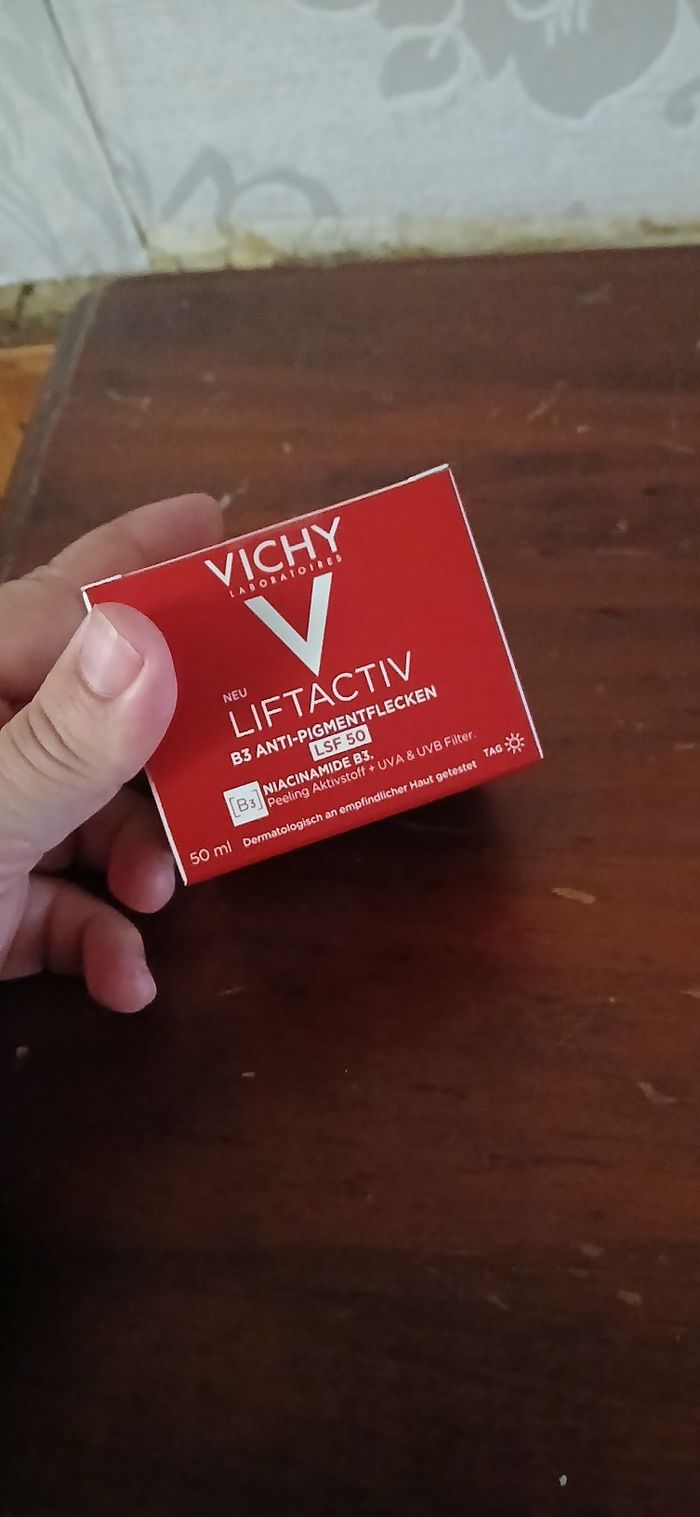 VICHY
LABORATOIRES
V
NEU
LIFTACTIV
B3 ANTI-PIGMENTFLECKEN
LSF 50
[B3]
NIACINAMIDE B3,
Peeling Aktivstoff + UVA & UVB Filter.
TAG
50 ml
Dermatologisch an empfindlicher Haut getestet